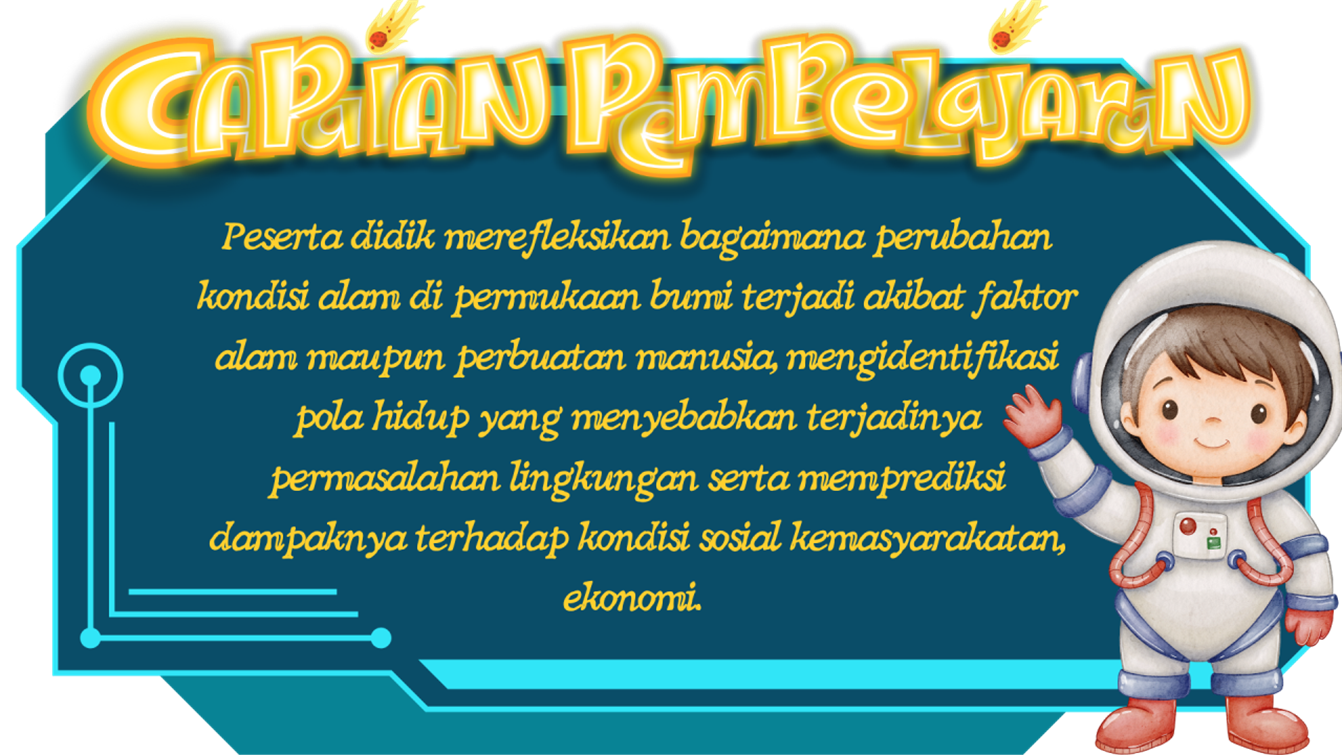 CAPAIAN PEMBELAJARAN
Peserta didik merefleksikan bagaimana perubahan
kondisi alam di permukaan bumi terjadi akibat faktor
alam maupun perbuatan manusia, mengidentifikasi
pola hidup yang menyebabkan terjadinya
permasalahan lingkungan serta memprediksi
dampaknya terhadap kondisi sosial kemasyarakatan,
ekonomi.